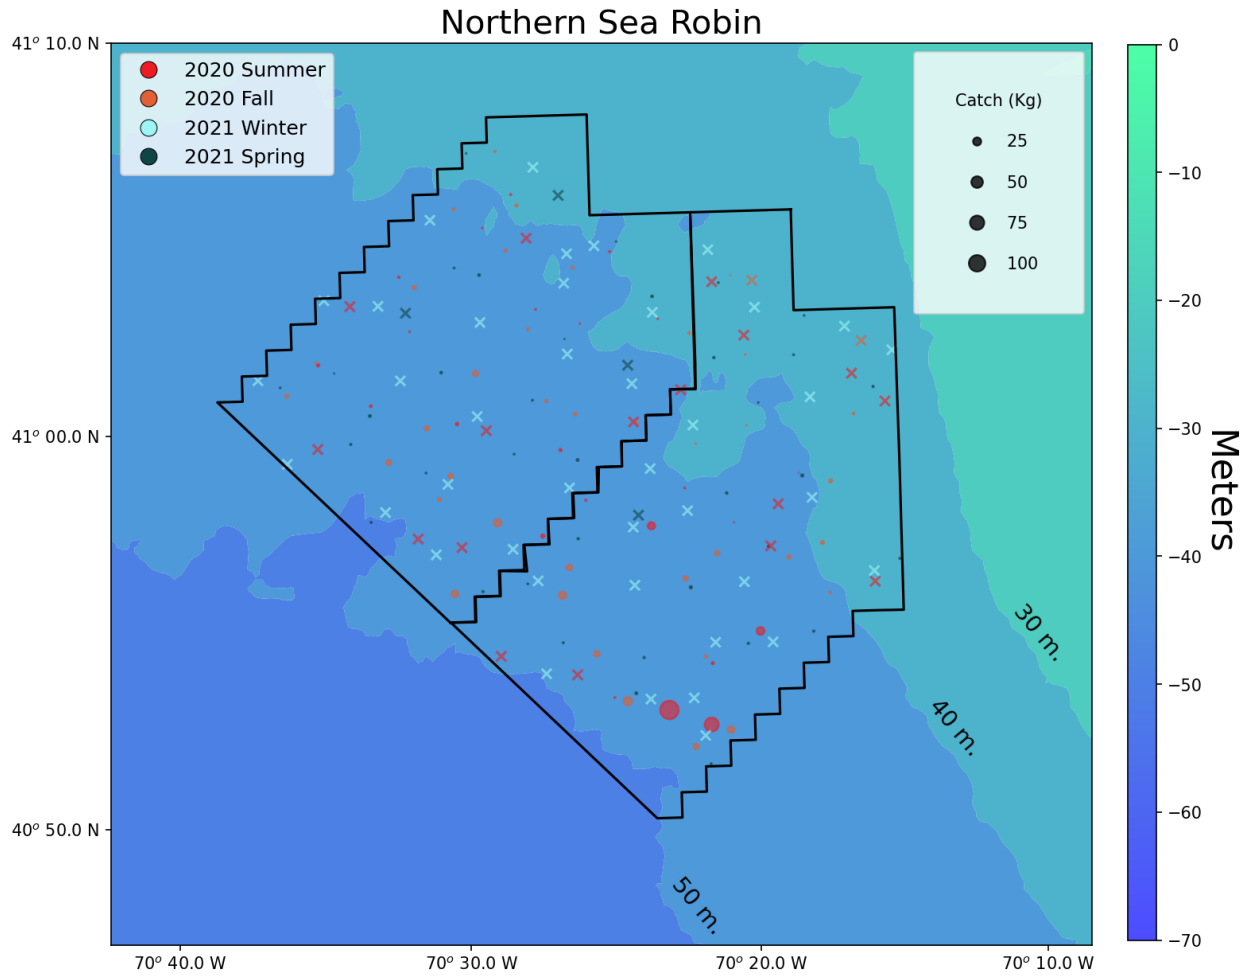 Northern Sea Robin
41° 10.0 N
41° 00.0 N
40° 50.0 N
2020 Summer
2020 Fall
2021 Winter
2021 Spring
Catch (Kg)
25
50
75
100
30 m.
40 m.
50 m.
70° 40.0 W
70° 30.0 W
70° 20.0 W
70° 10.0 W
0
−10
−20
−30
−40
−50
−60
−70
Meters